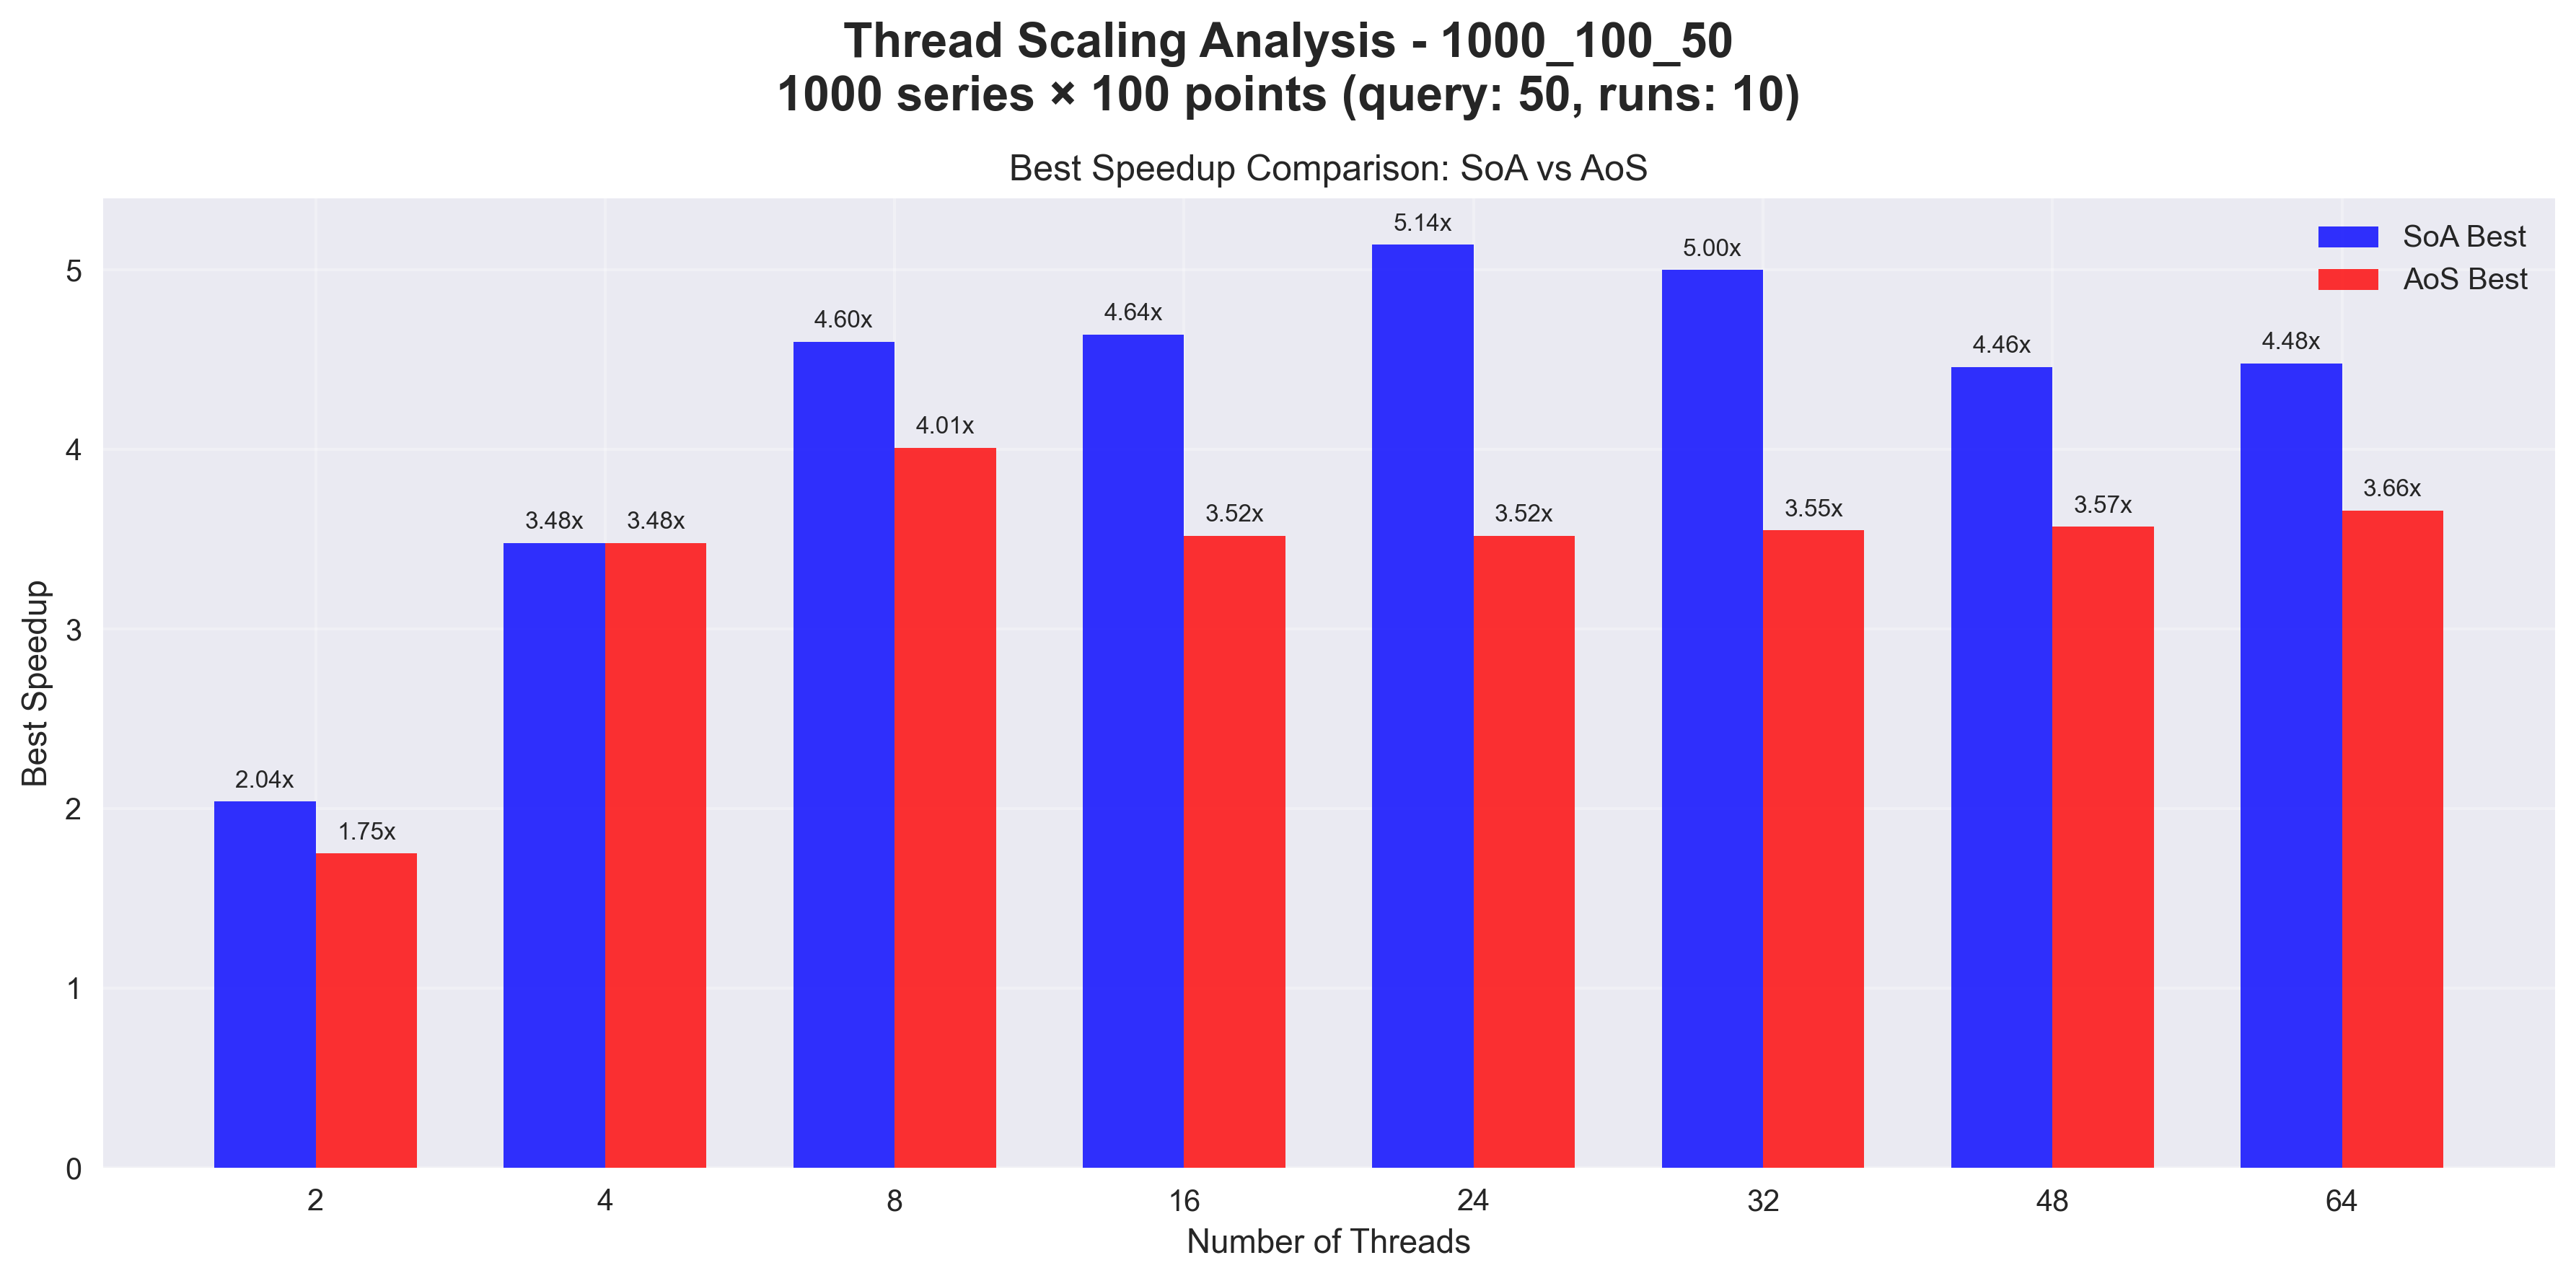 Thread Scaling Analysis - 1000_100_50
1000 series × 100 points (query: 50, runs: 10)
Best Speedup Comparison: SoA vs AoS
SoA Best
AoS Best
5.14x
5.00x
4.64x
4.60x
4.46x
4.48x
4.01x
3.48x
3.48x
3.52x
3.52x
3.55x
3.57x
3.66x
2.04x
1.75x
5
4
3
2
1
0
Best Speedup
2 4 8 16 24 32 48 64
Number of Threads